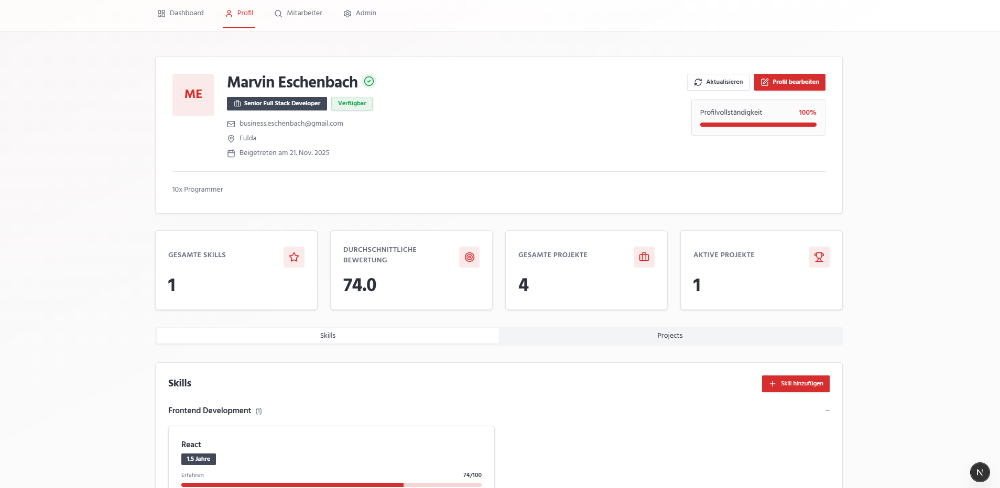 Dashboard
Profil
Mitarbeiter
Admin
ME
Marvin Eschenbach
Senior Full Stack Developer
Verfügbar
business.eschenbach@gmail.com
Fulda
Beigetreten am 21. Nov. 2025
Aktualisieren
Profil bearbeiten
Profilvollständigkeit
100%
10x Programmer
GESAMTE SKILLS
1
DURCHSCHNITTLICHE
BEWERTUNG
74.0
GESAMTE PROJEKTE
4
AKTIVE PROJEKTE
1
Skills
Projects
Skills
Skill hinzufügen
Frontend Development (1)
−
React
1.5 Jahre
Erfahren
74/100
N